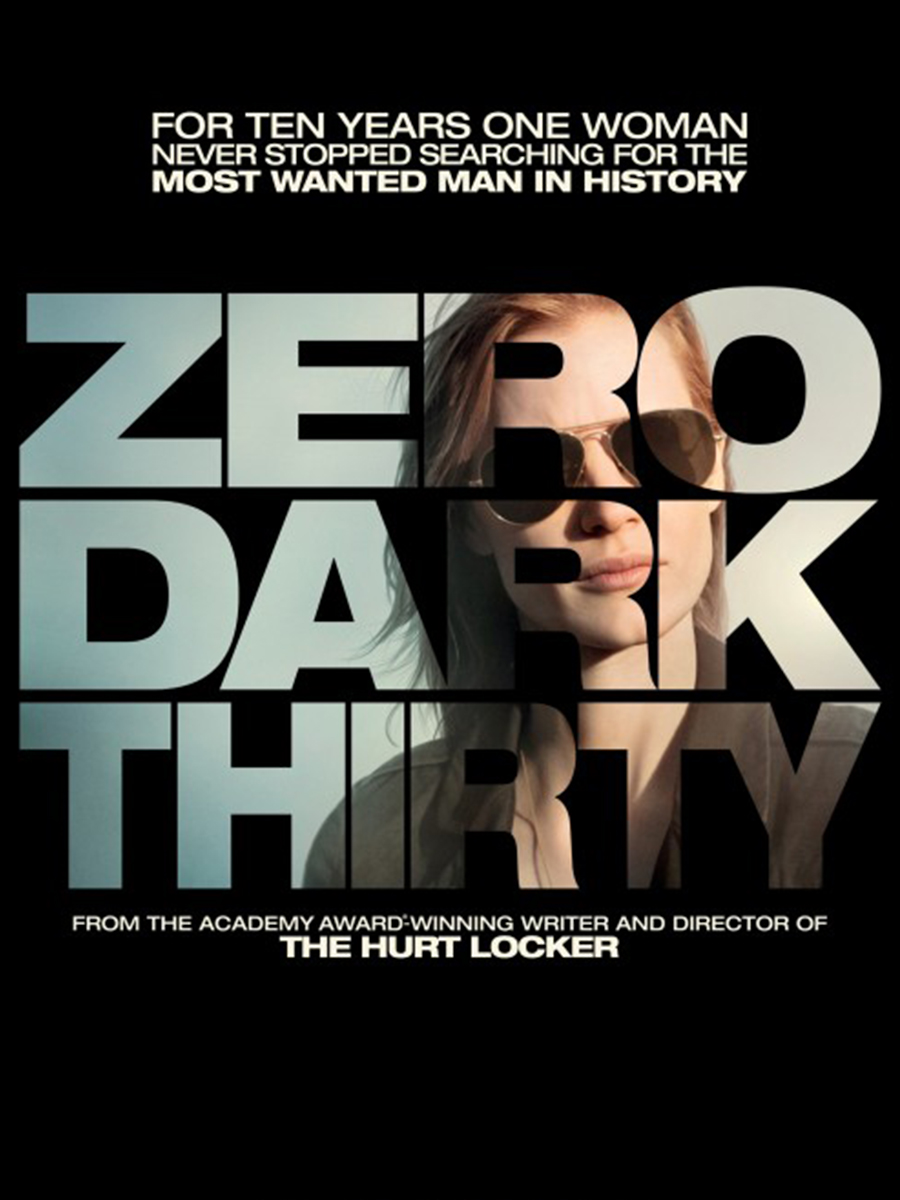 FOR TEN YEARS ONE WOMAN
NEVER STOPPED SEARCHING FOR THE
MOST WANTED MAN IN HISTORY
ZERO
DARK
THIRTY
FROM THE ACADEMY AWARD®-WINNING WRITER AND DIRECTOR OF
THE HURT LOCKER